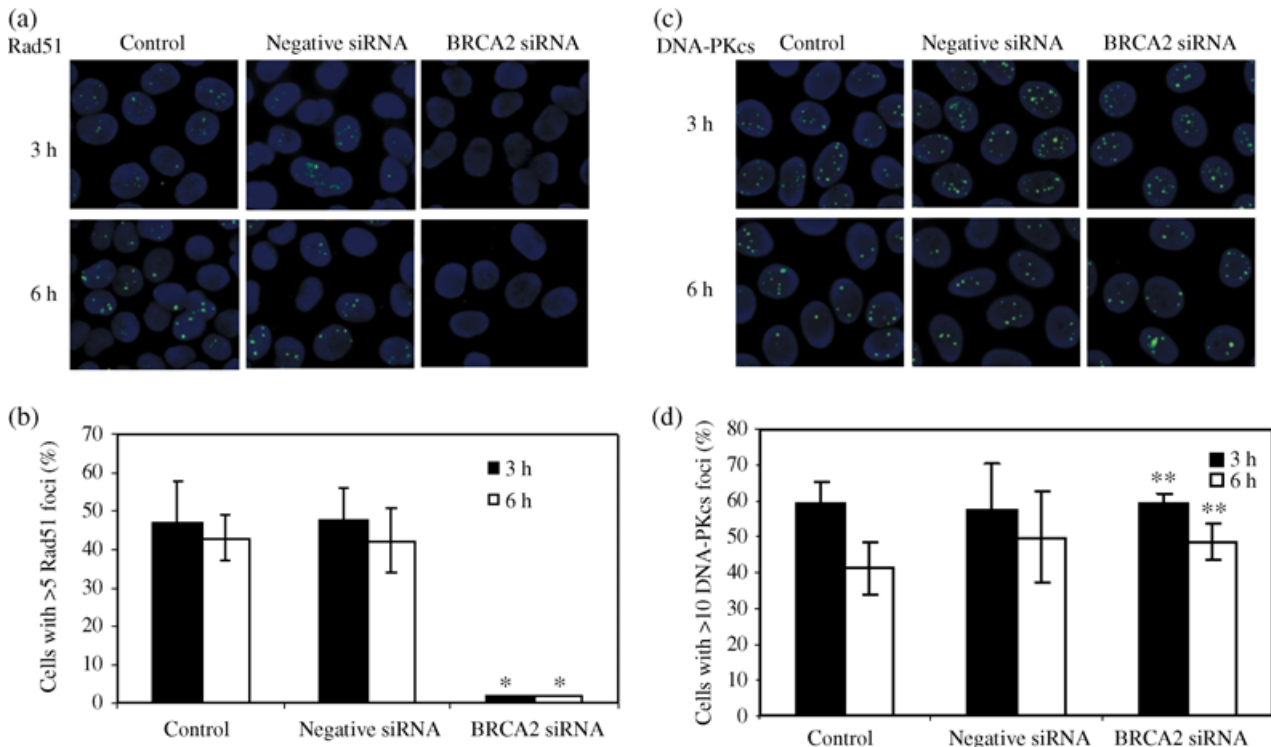 (a)
Rad51
Control
Negative siRNA
BRCA2 siRNA
3 h
6 h
(c)
DNA-PKcs
Control
Negative siRNA
BRCA2 siRNA
3 h
6 h
(b)
Cells with >5 Rad51 foci (%)
70
60
50
40
30
20
10
0
3 h
6 h
*
*
Control
Negative siRNA
BRCA2 siRNA
(d)
Cells with >10 DNA-PKcs foci (%)
80
70
60
50
40
30
20
10
0
3 h
6 h
**
**
Control
Negative siRNA
BRCA2 siRNA